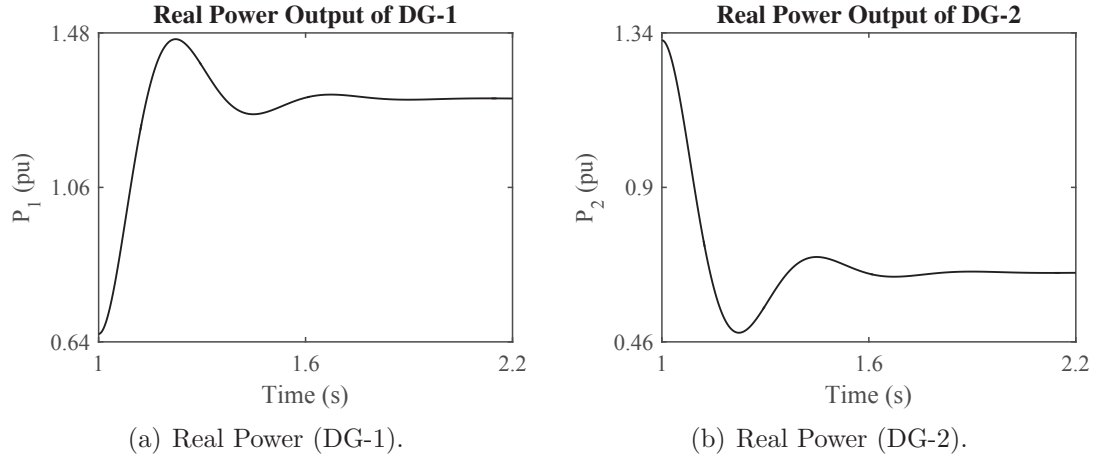 Real Power Output of DG-1
1.48
1.06
0.64
P1 (pu)
1
1.6
2.2
Time (s)
(a) Real Power (DG-1).
Real Power Output of DG-2
1.34
0.9
0.46
P2 (pu)
1
1.6
2.2
Time (s)
(b) Real Power (DG-2).